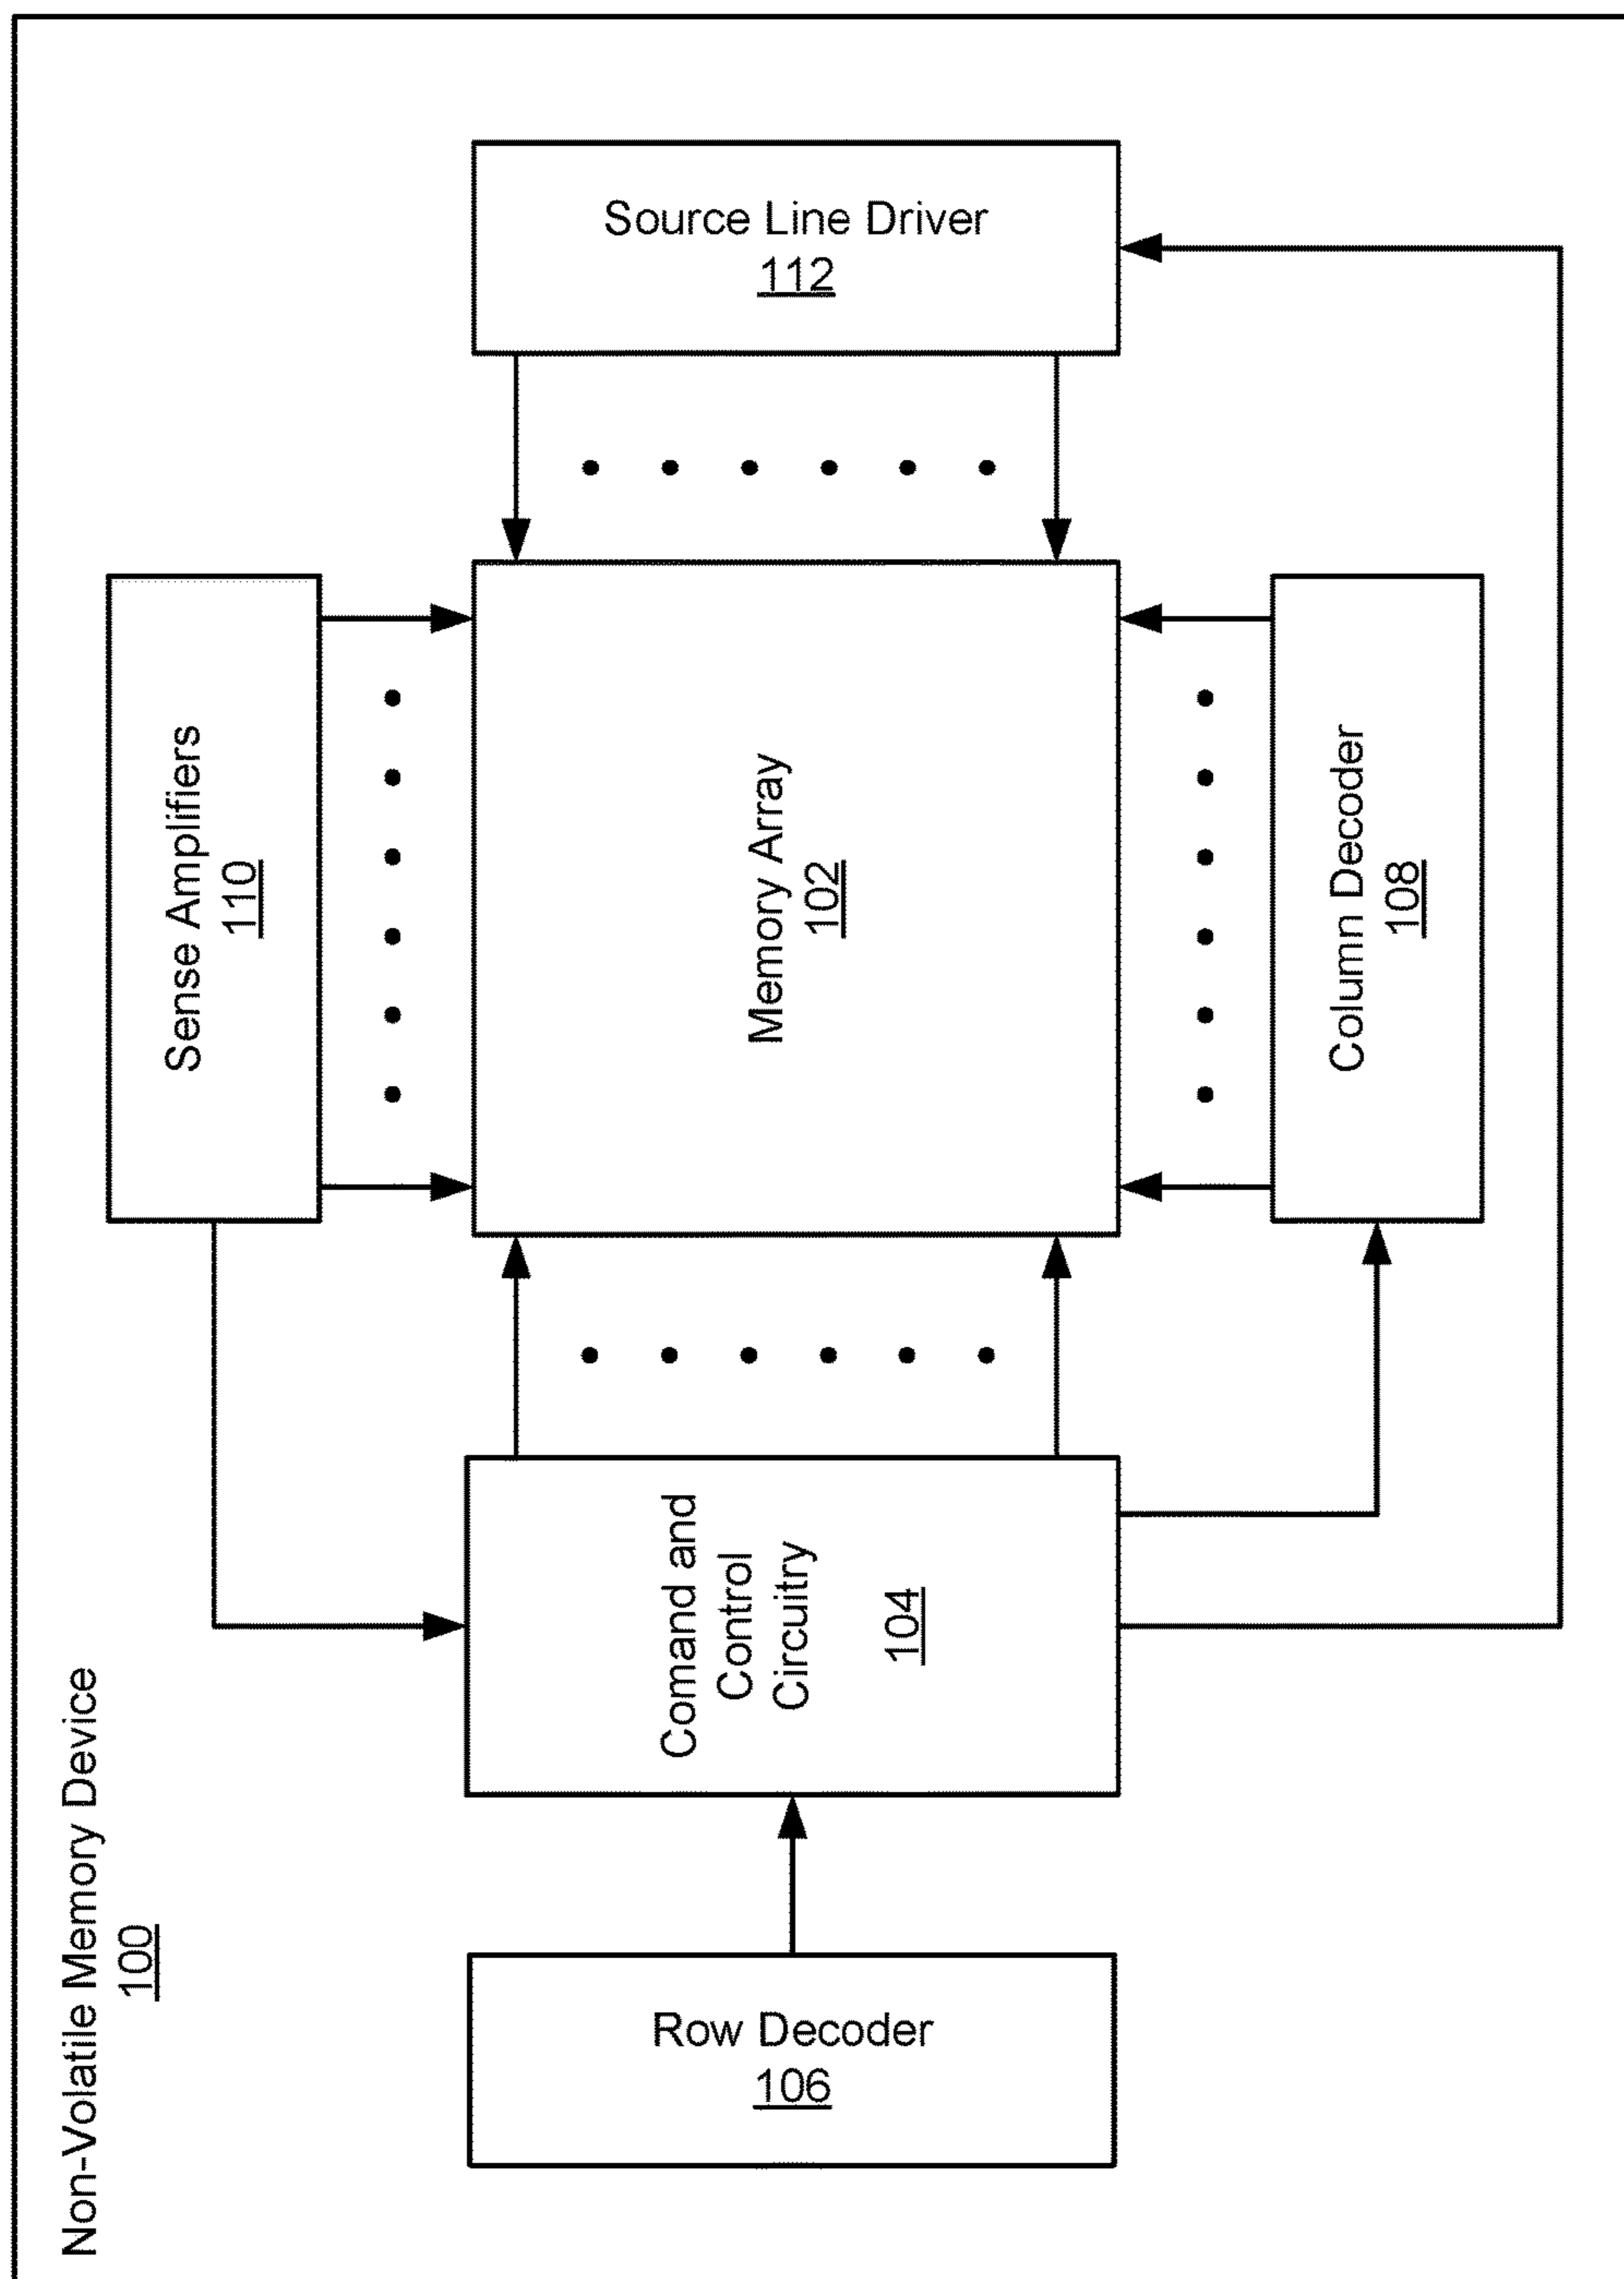 Non-Volatile Memory Device
100
Sense Amplifiers
110
Row Decoder
106
Comand and
Control
Circuitry
104
Memory Array
102
Source Line Driver
112
Column Decoder
108